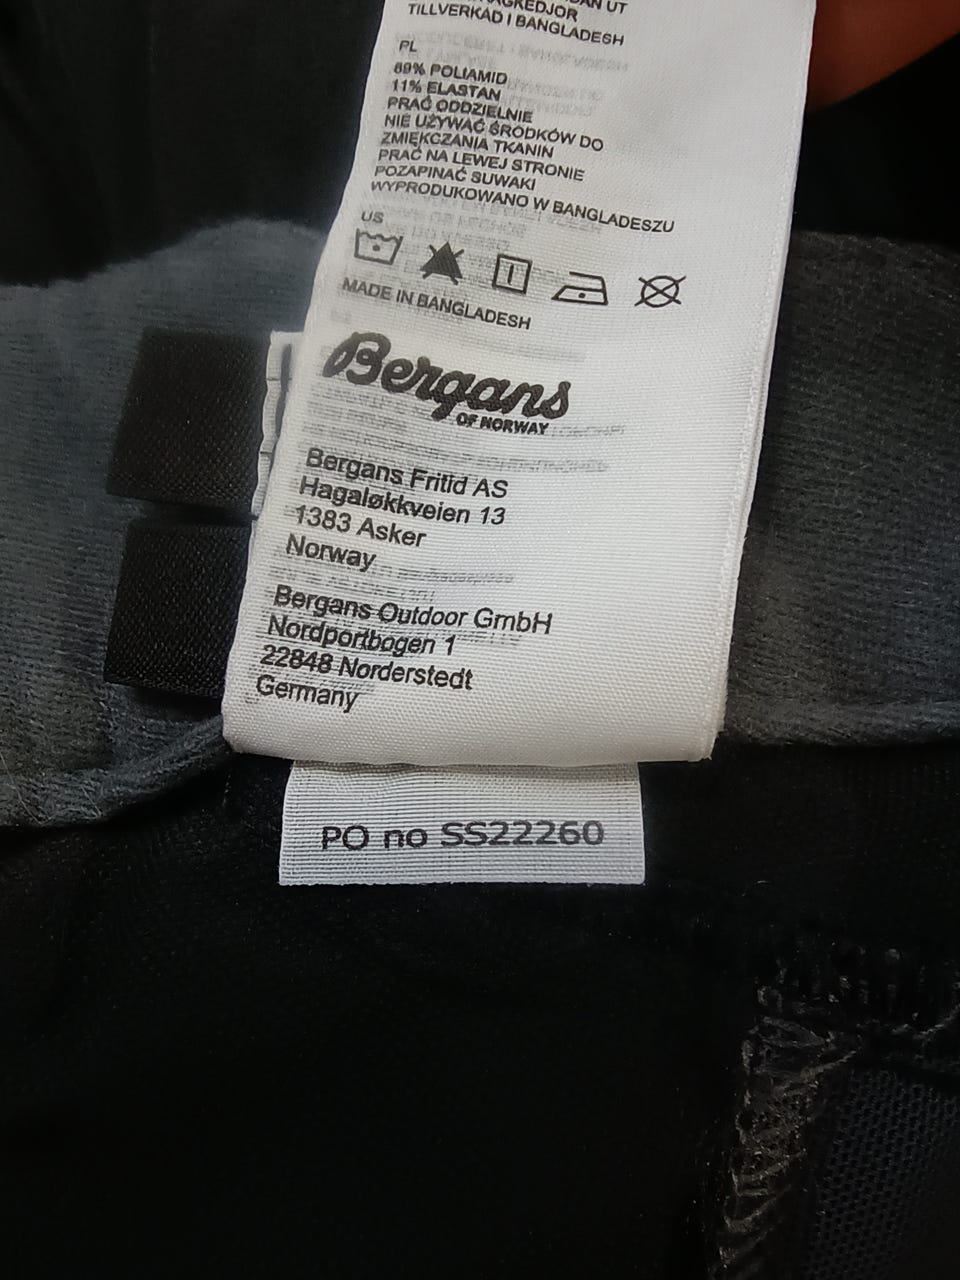 UT
TILLVERKAD I BANGLADESH
PL
89% POLIAMID
11% ELASTAN
PRAĆ ODDZIELNIE
NIE UŻYWAĆ ŚRODKÓW DO
ZMIĘKCZANIA TKANIN
PRAĆ NA LEWEJ STRONIE
POZAPINAĆ SUWAKI
WYPRODUKOWANO W BANGLADESZU
US
MADE IN BANGLADESH
Bergans
OF NORWAY
Bergans Fritid AS
Hagaløkkveien 13
1383 Asker
Norway
Bergans Outdoor GmbH
Nordportbogen 1
22848 Norderstedt
Germany
PO no SS22260